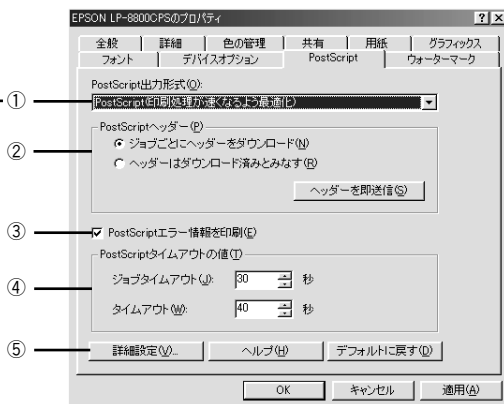 EPSON LP-8800CPSのプロパティ
全般 詳細 色の管理 共有 用紙 グラフィックス
フォント デバイスオプション PostScript ウォーターマーク
PostScript出力形式(O):
① PostScript(印刷処理が速くなるよう最適化)
PostScriptヘッダー(P)
② ジョブごとにヘッダーをダウンロード(N)
ヘッダーはダウンロード済みとみなす(R)
ヘッダーを即送信(S)
③ PostScriptエラー情報を印刷(E)
PostScriptタイムアウトの値(T)
ジョブタイムアウト(J): 30 秒
④
タイムアウト(W): 40 秒
⑤ 詳細設定(V)... ヘルプ(H) デフォルトに戻す(D)
OK キャンセル 適用(A)